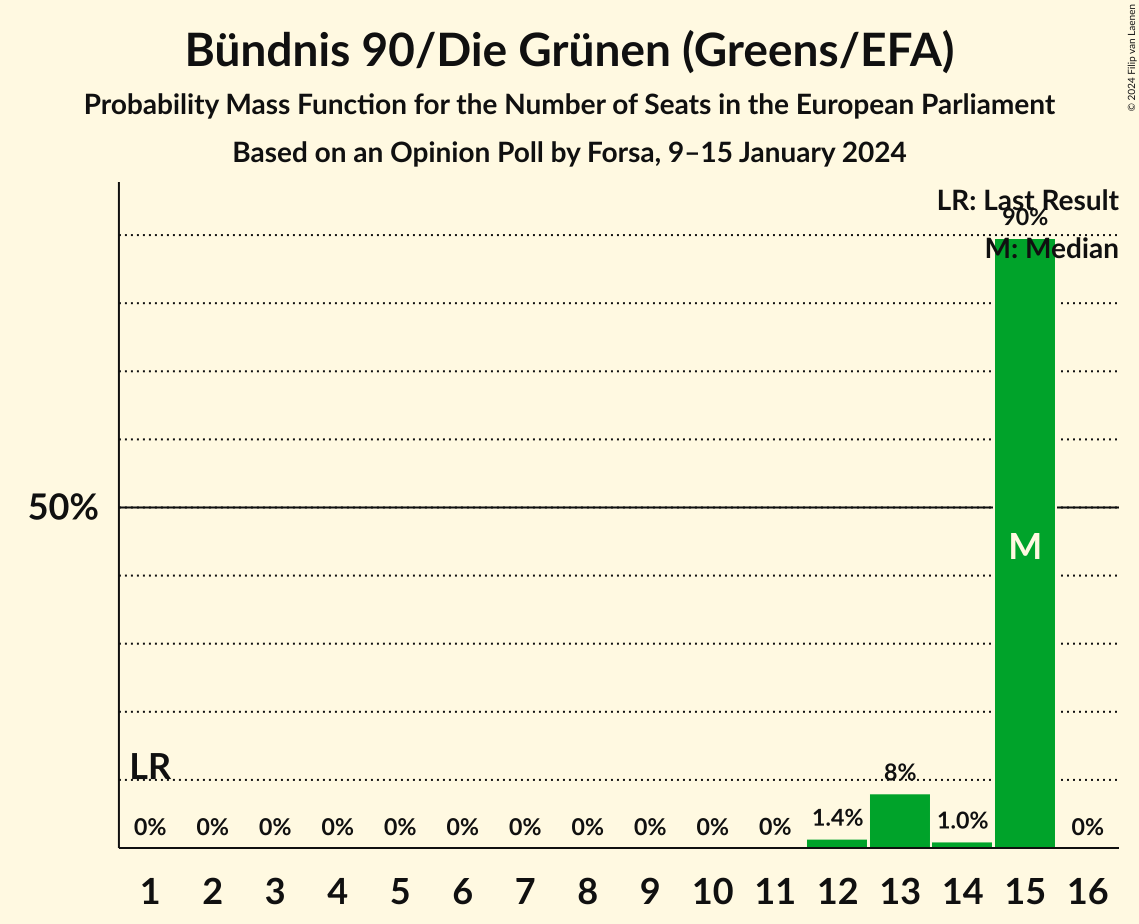 Bündnis 90/Die Grünen (Greens/EFA)
Probability Mass Function for the Number of Seats in the European Parliament
Based on an Opinion Poll by Forsa, 9–15 January 2024
© 2024 Filip van Laenen
LR: Last Result
90%
M: Median
50%
M
LR
0% 0% 0% 0% 0% 0% 0% 0% 0% 0% 0% 1.4% 8% 1.0% 0%
1 2 3 4 5 6 7 8 9 10 11 12 13 14 15 16